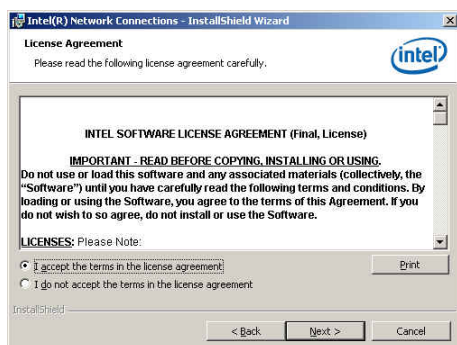 Intel(R) Network Connections - InstallShield Wizard
License Agreement
Please read the following license agreement carefully.
intel
INTEL SOFTWARE LICENSE AGREEMENT (Final, License)
IMPORTANT - READ BEFORE COPYING, INSTALLING OR USING.
Do not use or load this software and any associated materials (collectively, the
"Software") until you have carefully read the following terms and conditions. By
loading or using the Software, you agree to the terms of this Agreement. If you
do not wish to so agree, do not install or use the Software.
LICENSES: Please Note:
I accept the terms in the license agreement
Print
I do not accept the terms in the license agreement
InstallShield
< Back
Next >
Cancel